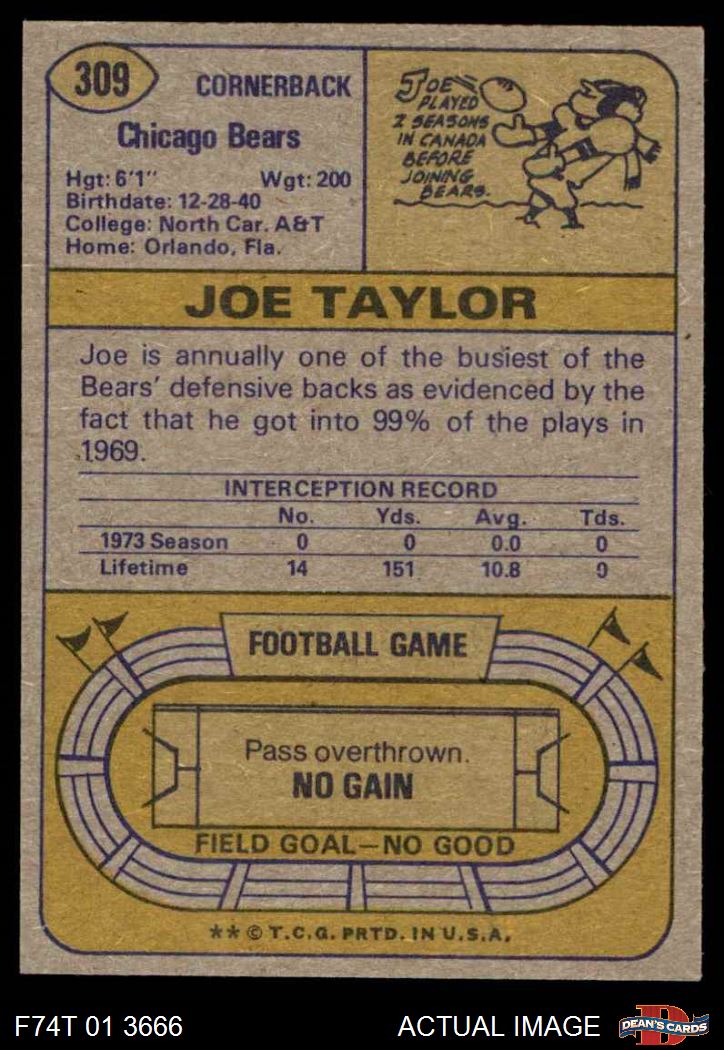 309
CORNERBACK
Chicago Bears
Hgt: 6'1" Wgt: 200
Birthdate: 12-28-40
College: North Car. A&T
Home: Orlando, Fla.
JOE
PLAYED
2 SEASONS
IN CANADA
BEFORE
JOINING
BEARS.
JOE TAYLOR
Joe is annually one of the busiest of the
Bears' defensive backs as evidenced by the
fact that he got into 99% of the plays in
1969.
INTERCEPTION RECORD
No. Yds. Avg. Tds.
1973 Season 0 0 0.0 0
Lifetime 14 151 10.8 0
FOOTBALL GAME
Pass overthrown.
NO GAIN
FIELD GOAL—NO GOOD
** © T.C.G. PRTD. IN U.S.A.
F74T 01 3666 ACTUAL IMAGE
D
DEAN'S CARDS